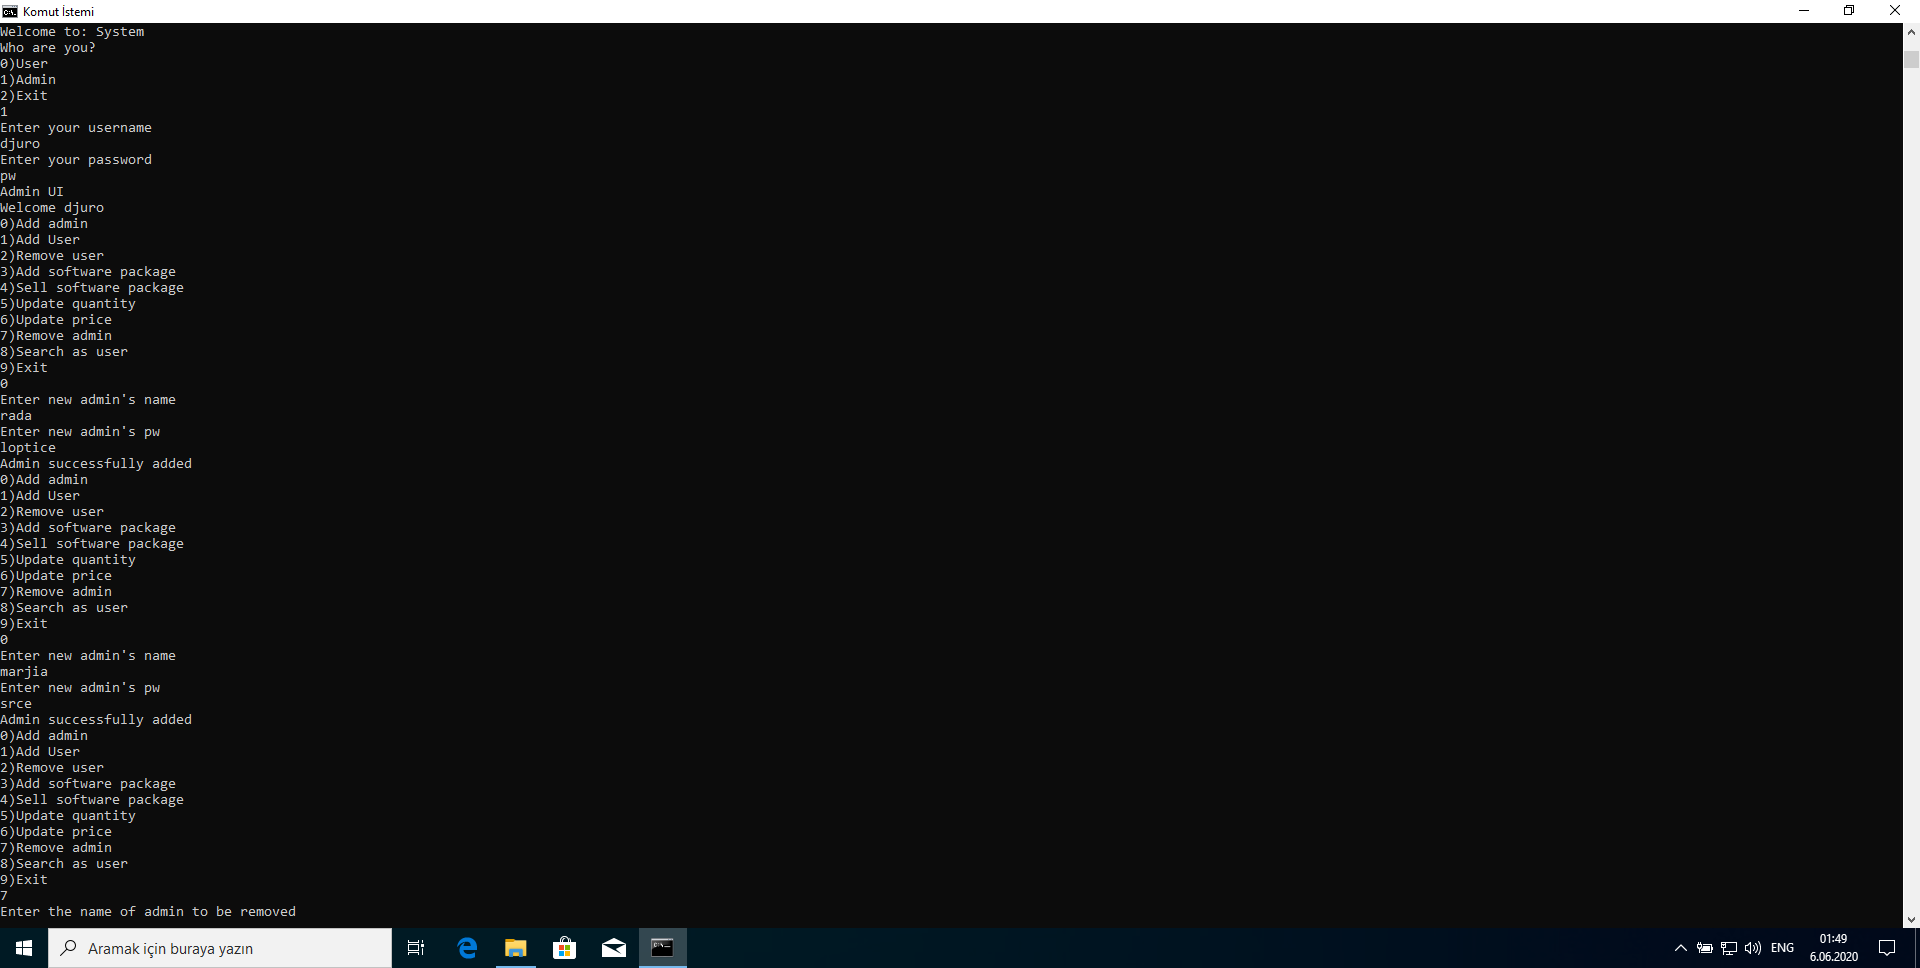 Komut İstemi
Welcome to: System
Who are you?
0)User
1)Admin
2)Exit
1
Enter your username
djuro
Enter your password
pw
Admin UI
Welcome djuro
0)Add admin
1)Add User
2)Remove user
3)Add software package
4)Sell software package
5)Update quantity
6)Update price
7)Remove admin
8)Search as user
9)Exit
0
Enter new admin's name
rada
Enter new admin's pw
loptice
Admin successfully added
0)Add admin
1)Add User
2)Remove user
3)Add software package
4)Sell software package
5)Update quantity
6)Update price
7)Remove admin
8)Search as user
9)Exit
0
Enter new admin's name
marjia
Enter new admin's pw
srce
Admin successfully added
0)Add admin
1)Add User
2)Remove user
3)Add software package
4)Sell software package
5)Update quantity
6)Update price
7)Remove admin
8)Search as user
9)Exit
7
Enter the name of admin to be removed
Aramak için buraya yazın
ENG
01:49
6.06.2020